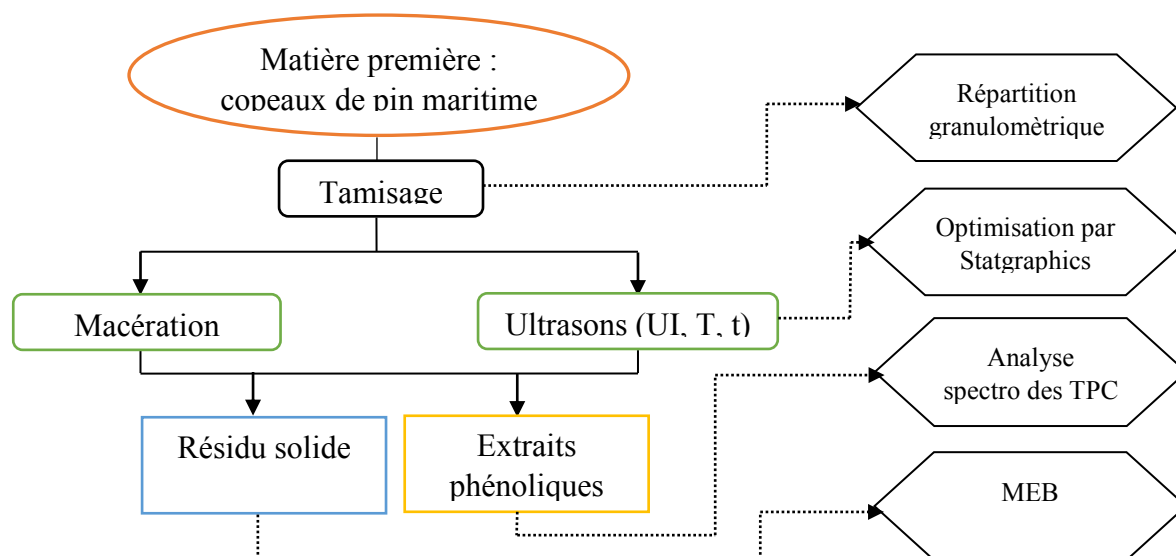 Matière première :
copeaux de pin maritime
Répartition
granulomètrique
Tamisage
Optimisation par
Statgraphics
Macération
Ultrasons (UI, T, t)
Analyse
spectro des TPC
Résidu solide
Extraits
phénoliques
MEB